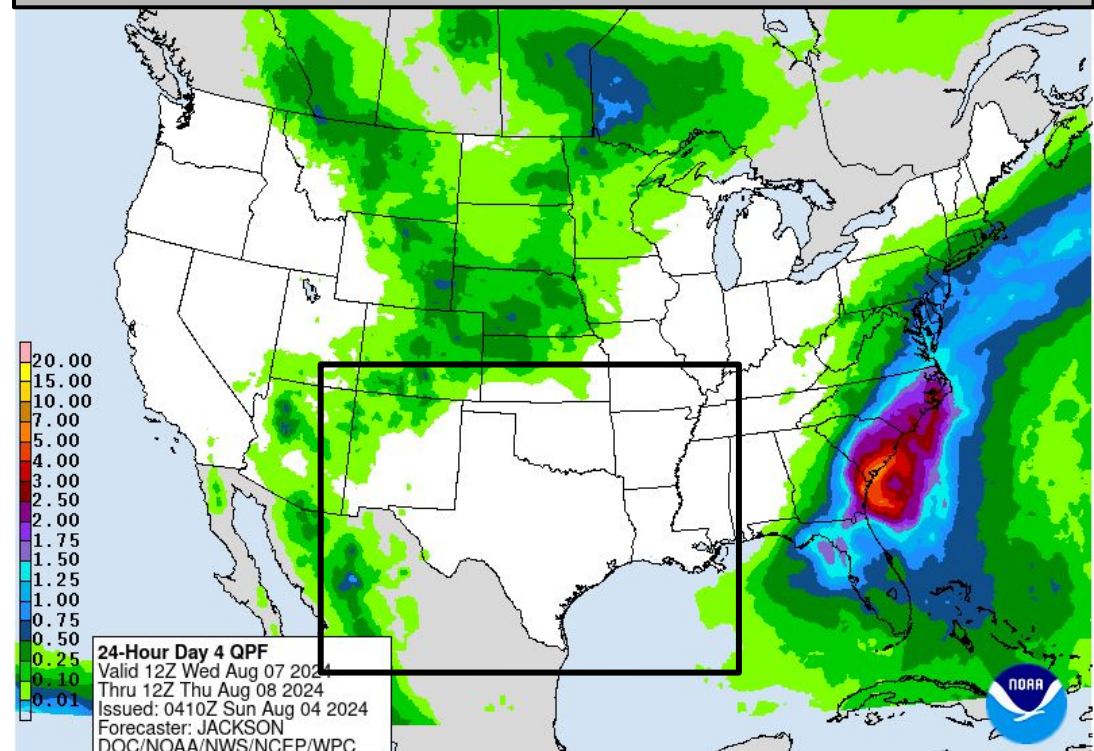 20.00
15.00
10.00
7.00
5.00
4.00
3.00
2.50
2.00
1.75
1.50
1.25
1.00
0.75
0.50
0.25
0.10
0.01
24-Hour Day 4 QPF
Valid 12Z Wed Aug 07 2024
Thru 12Z Thu Aug 08 2024
Issued: 0410Z Sun Aug 04 2024
Forecaster: JACKSON
DOC/NOAA/NWS/NCEP/WPC
NOAA